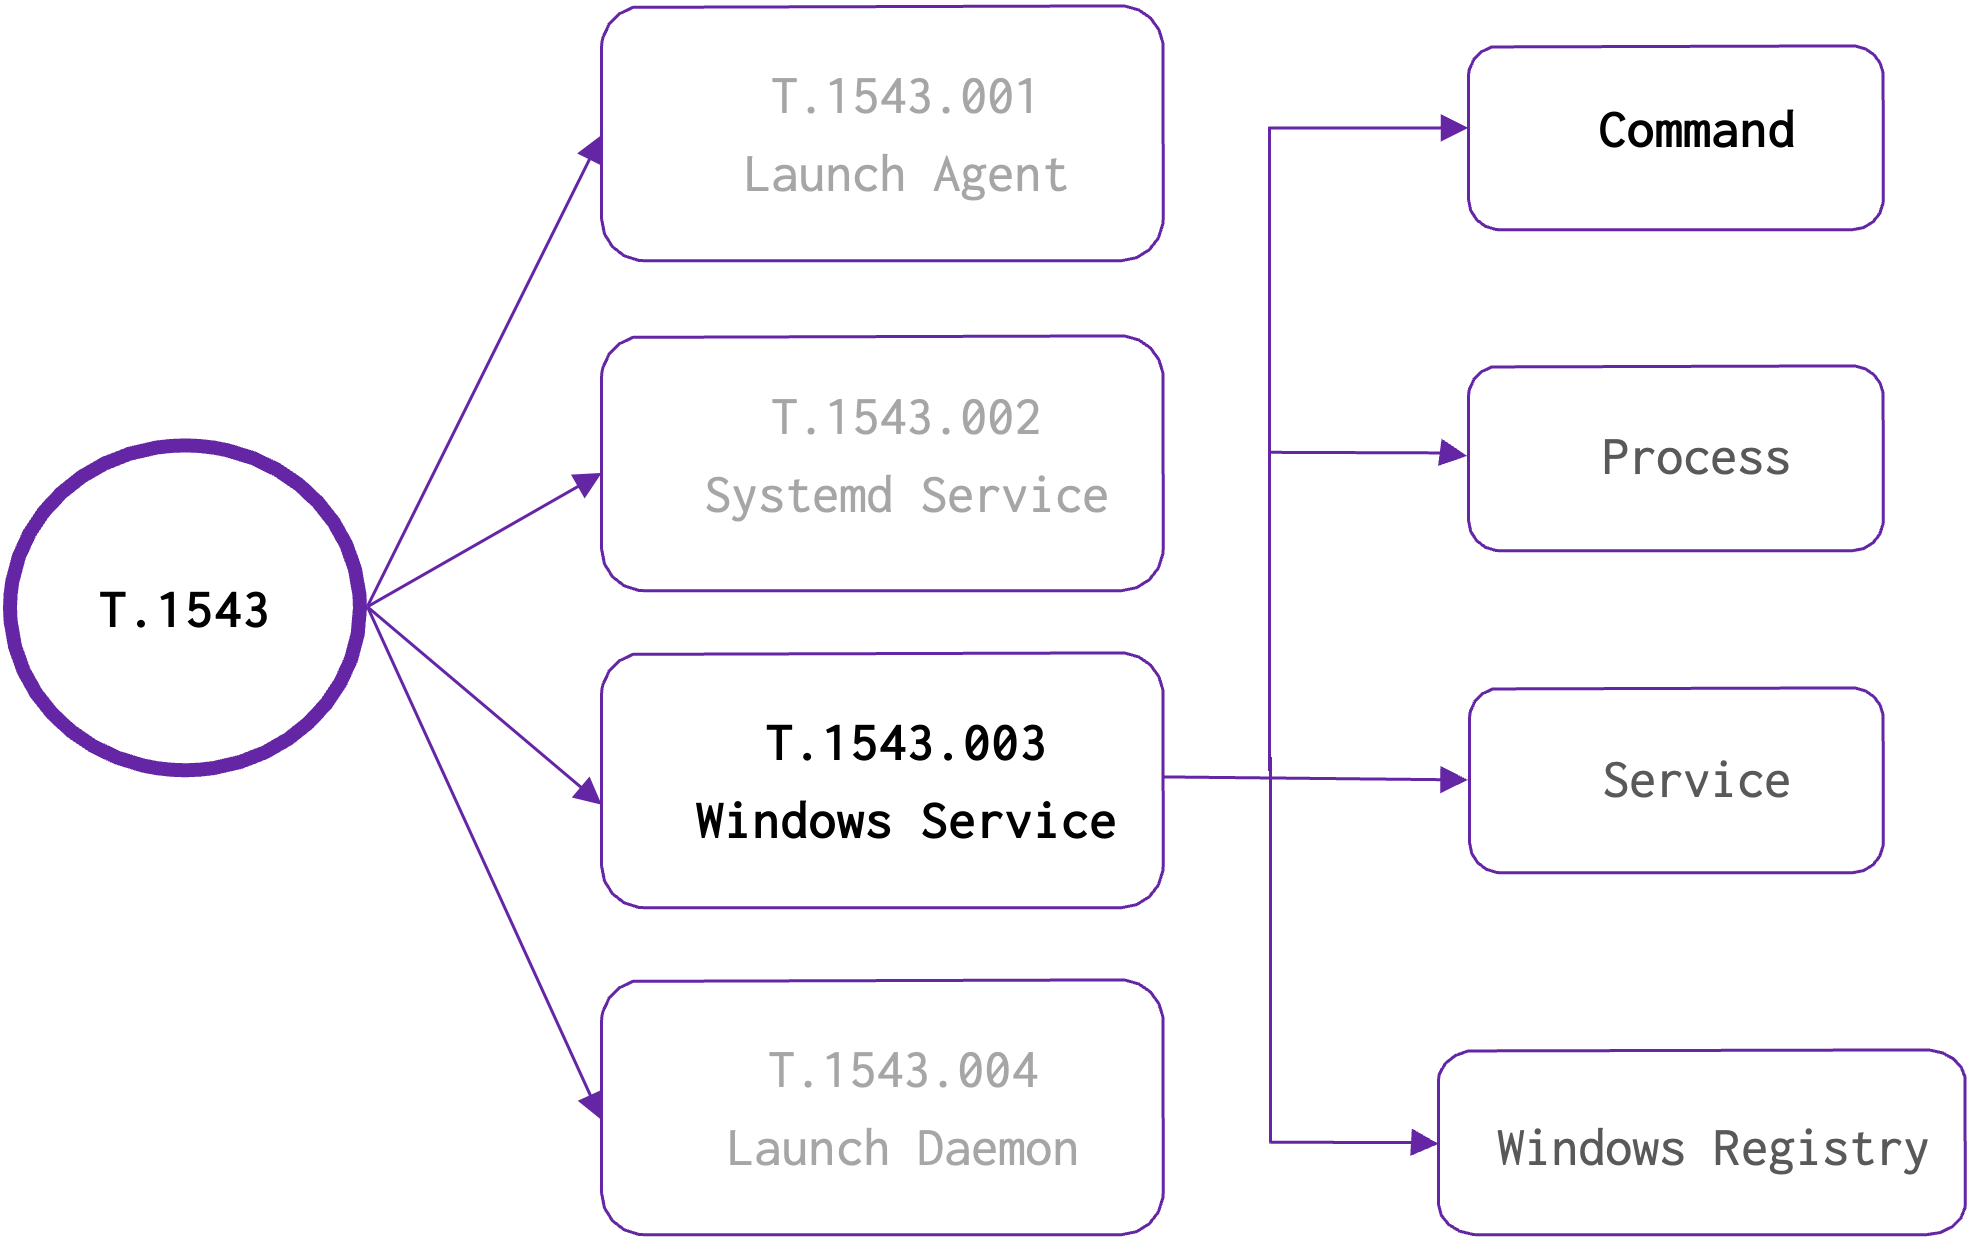 T.1543
T.1543.001
Launch Agent
T.1543.002
Systemd Service
T.1543.003
Windows Service
T.1543.004
Launch Daemon
Command
Process
Service
Windows Registry